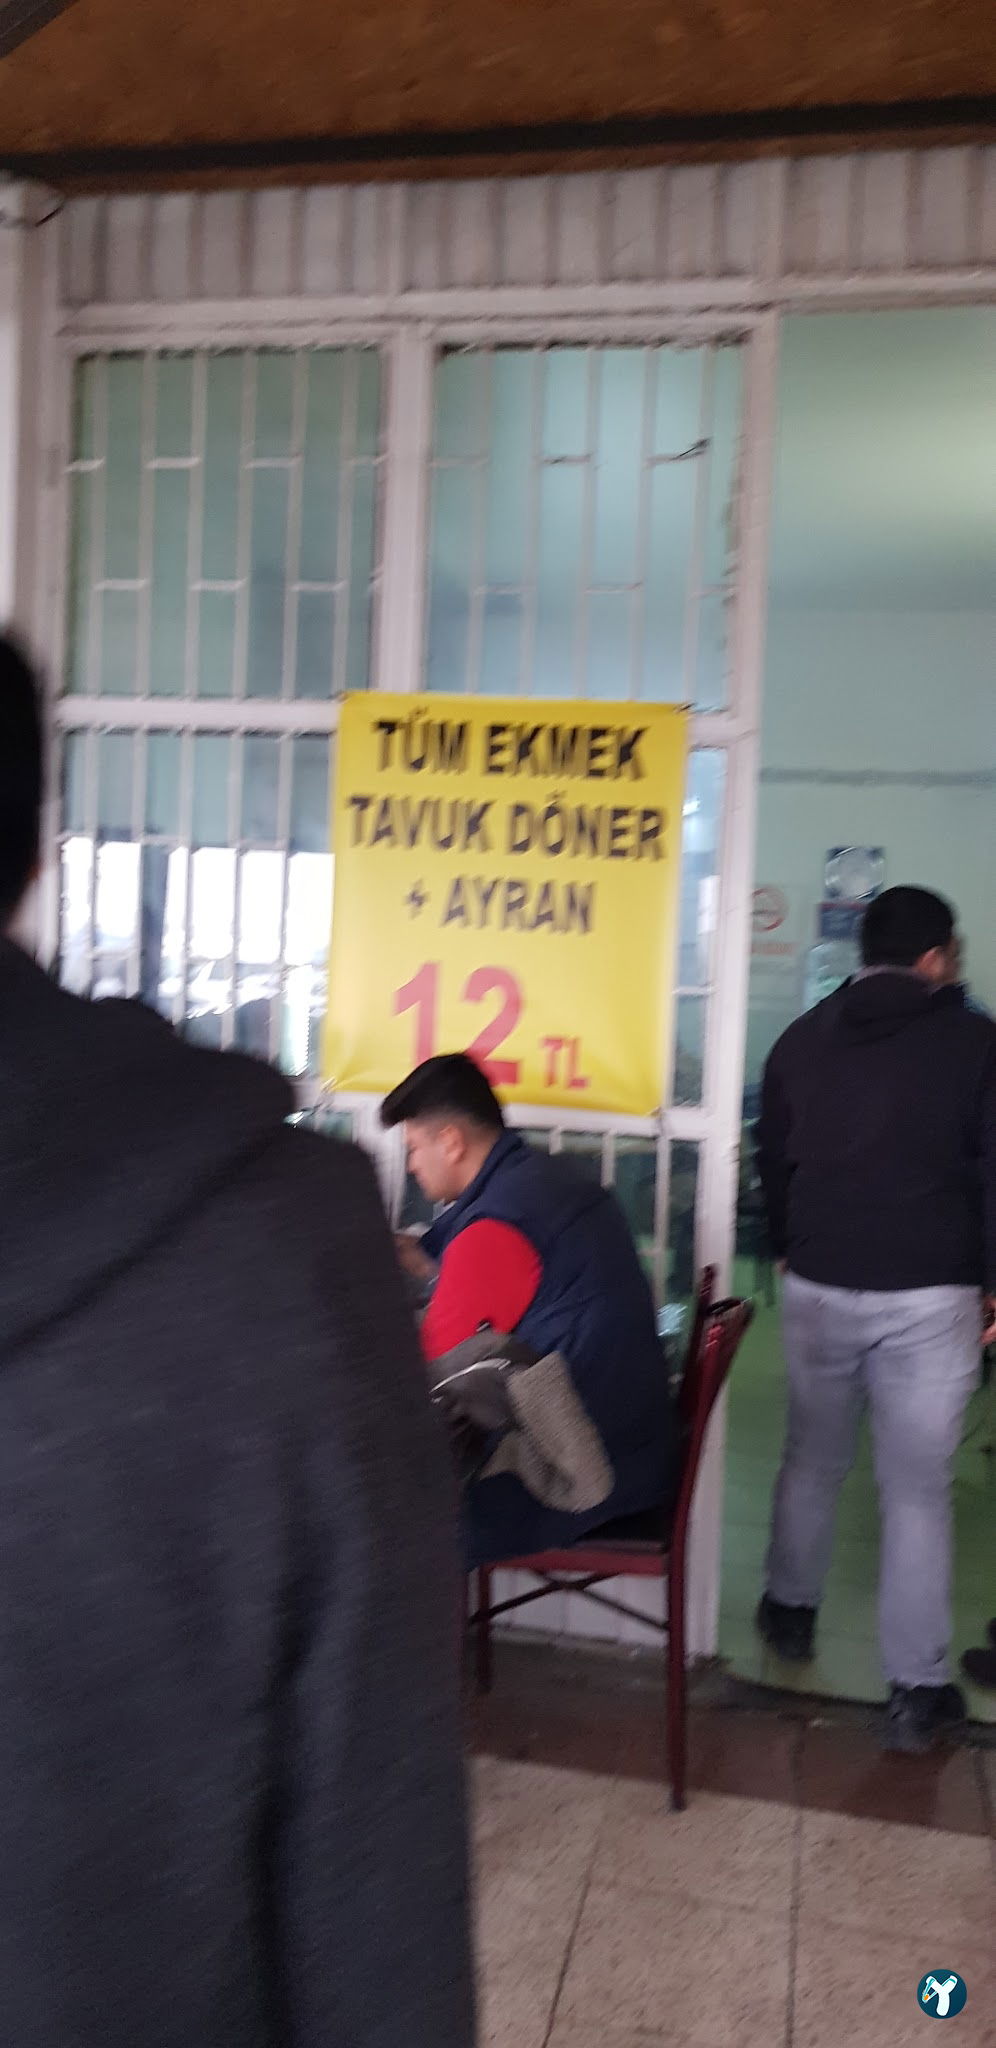 TÜM EKMEK
TAVUK DÖNER
+ AYRAN
12 TL